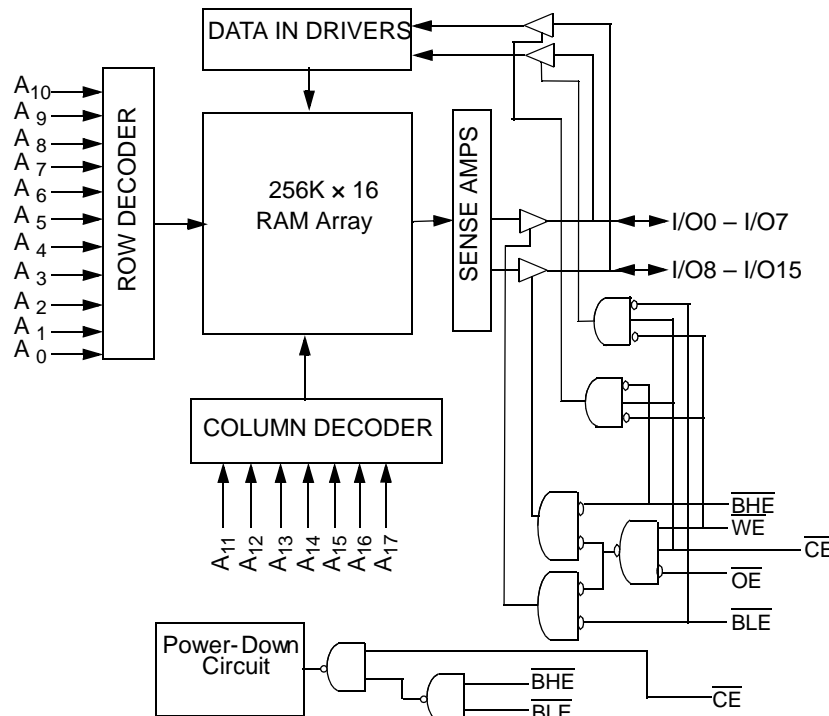 DATA IN DRIVERS
A10
A9
A8
A7
A6
A5
A4
A3
A2
A1
A0
ROW DECODER
256K × 16
RAM Array
SENSE AMPS
I/O0 – I/O7
I/O8 – I/O15
COLUMN DECODER
A11
A12
A13
A14
A15
A16
A17
BHE
WE
CE
OE
BLE
Power-Down
Circuit
BHE
BLE
CE